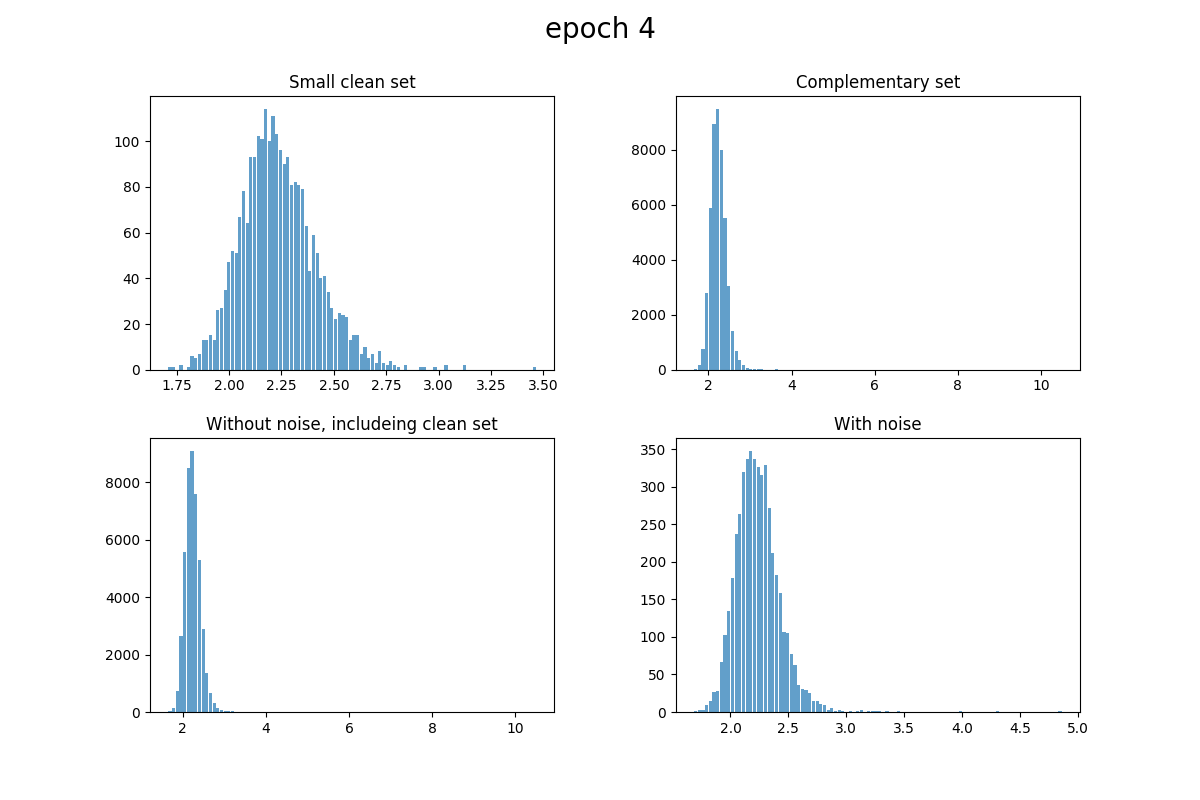 epoch 4
Small clean set
100
80
60
40
20
0
1.75 2.00 2.25 2.50 2.75 3.00 3.25 3.50
Complementary set
8000
6000
4000
2000
0
2 4 6 8 10
Without noise, includeing clean set
8000
6000
4000
2000
0
2 4 6 8 10
With noise
350
300
250
200
150
100
50
0
2.0 2.5 3.0 3.5 4.0 4.5 5.0